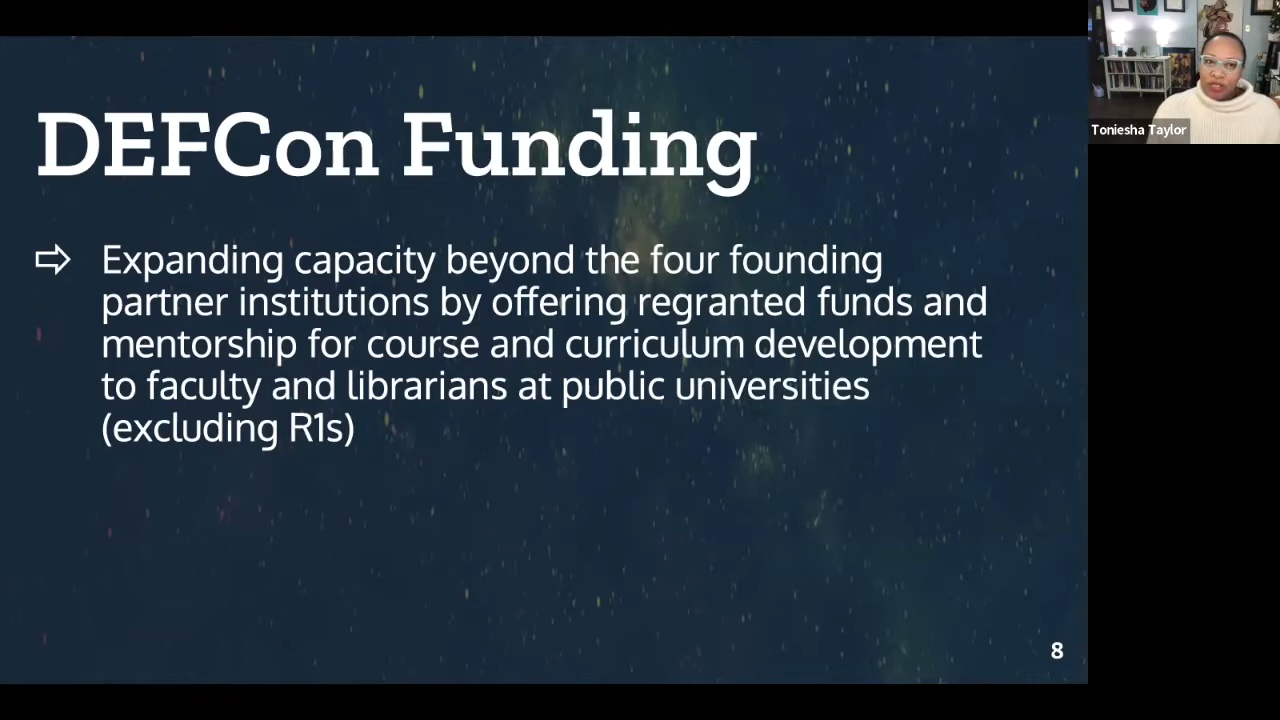 DEFCon Funding
⇨ Expanding capacity beyond the four founding
partner institutions by offering regranted funds and
mentorship for course and curriculum development
to faculty and librarians at public universities
(excluding R1s)
8
Toniesha Taylor